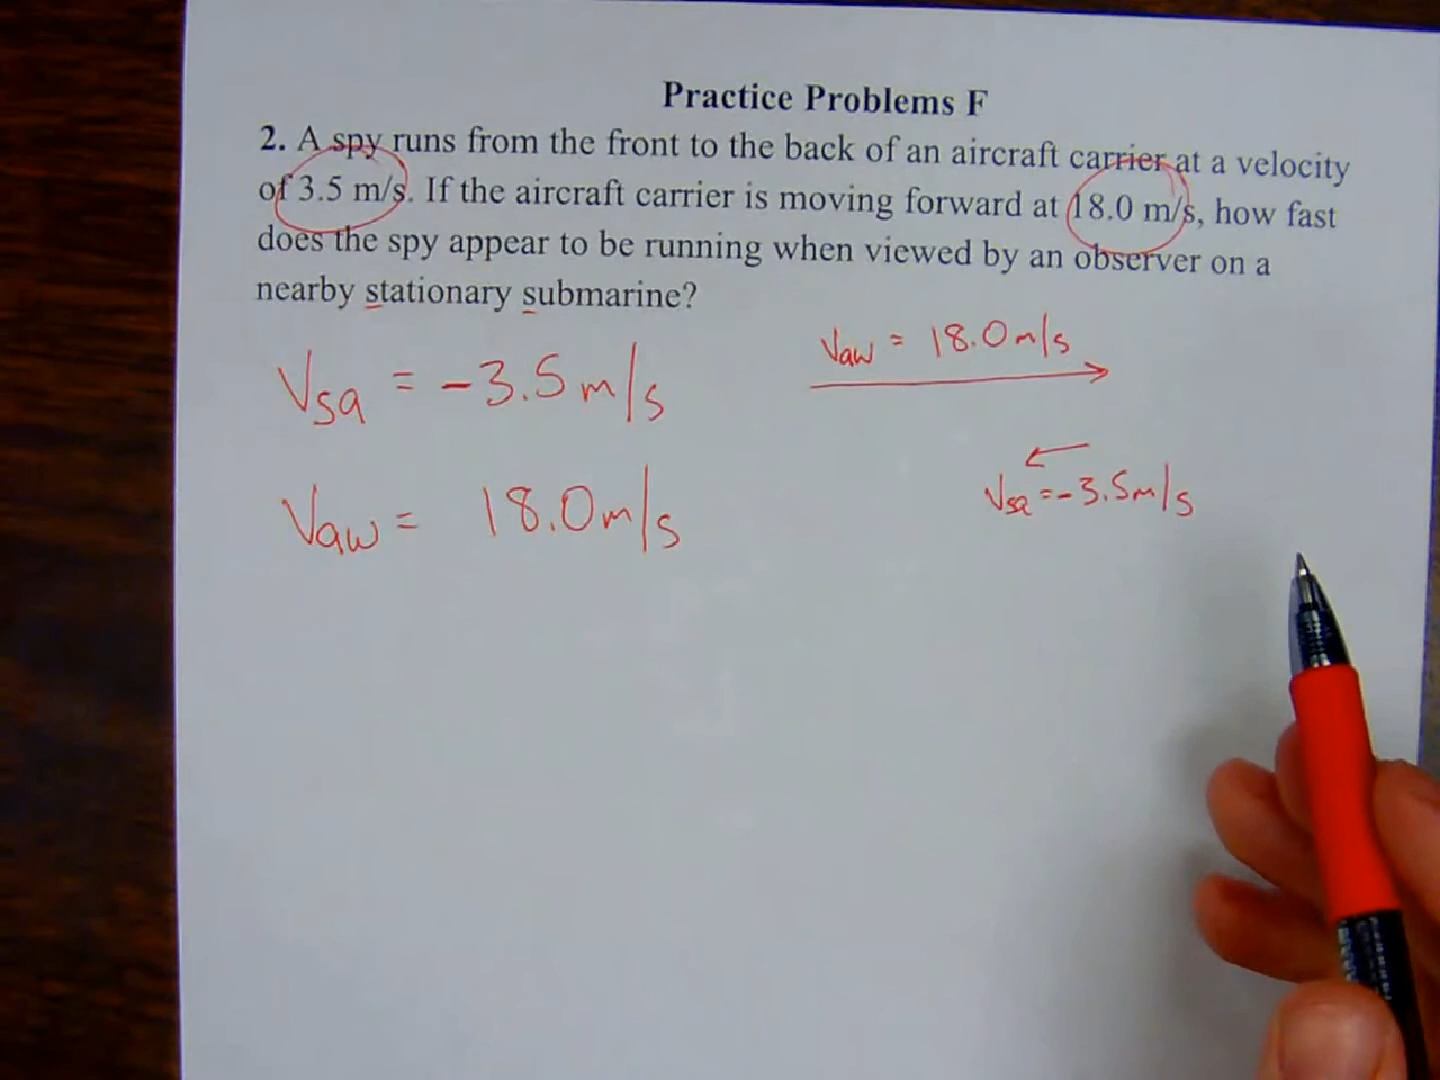 Practice Problems F
2. A spy runs from the front to the back of an aircraft carrier at a velocity
of 3.5 m/s. If the aircraft carrier is moving forward at 18.0 m/s, how fast
does the spy appear to be running when viewed by an observer on a
nearby stationary submarine?
Vsa = -3.5 m/s
Vaw = 18.0 m/s
Vaw = 18.0 m/s
Vsa = -3.5 m/s